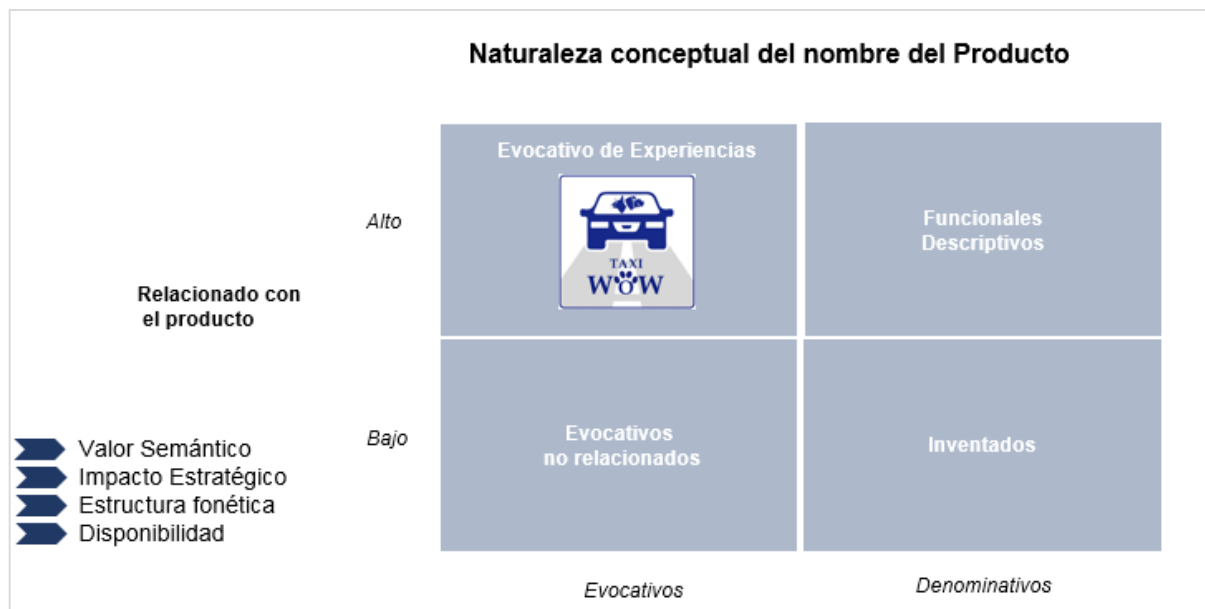 Naturaleza conceptual del nombre del Producto
Evocativo de Experiencias
TAXI
WOW
Funcionales
Descriptivos
Alto
Relacionado con
el producto
Bajo
Evocativos
no relacionados
Inventados
Valor Semántico
Impacto Estratégico
Estructura fonética
Disponibilidad
Evocativos
Denominativos